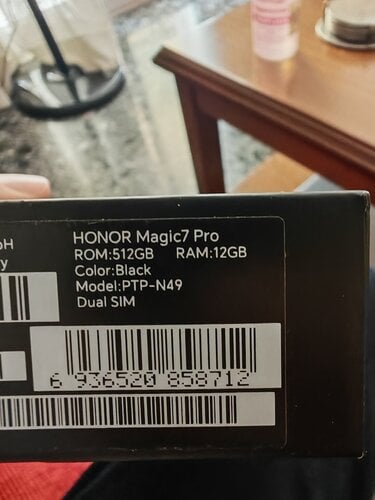 HONOR Magic7 Pro
ROM:512GB RAM:12GB
Color:Black
Model:PTP-N49
Dual SIM
6 936520 858712